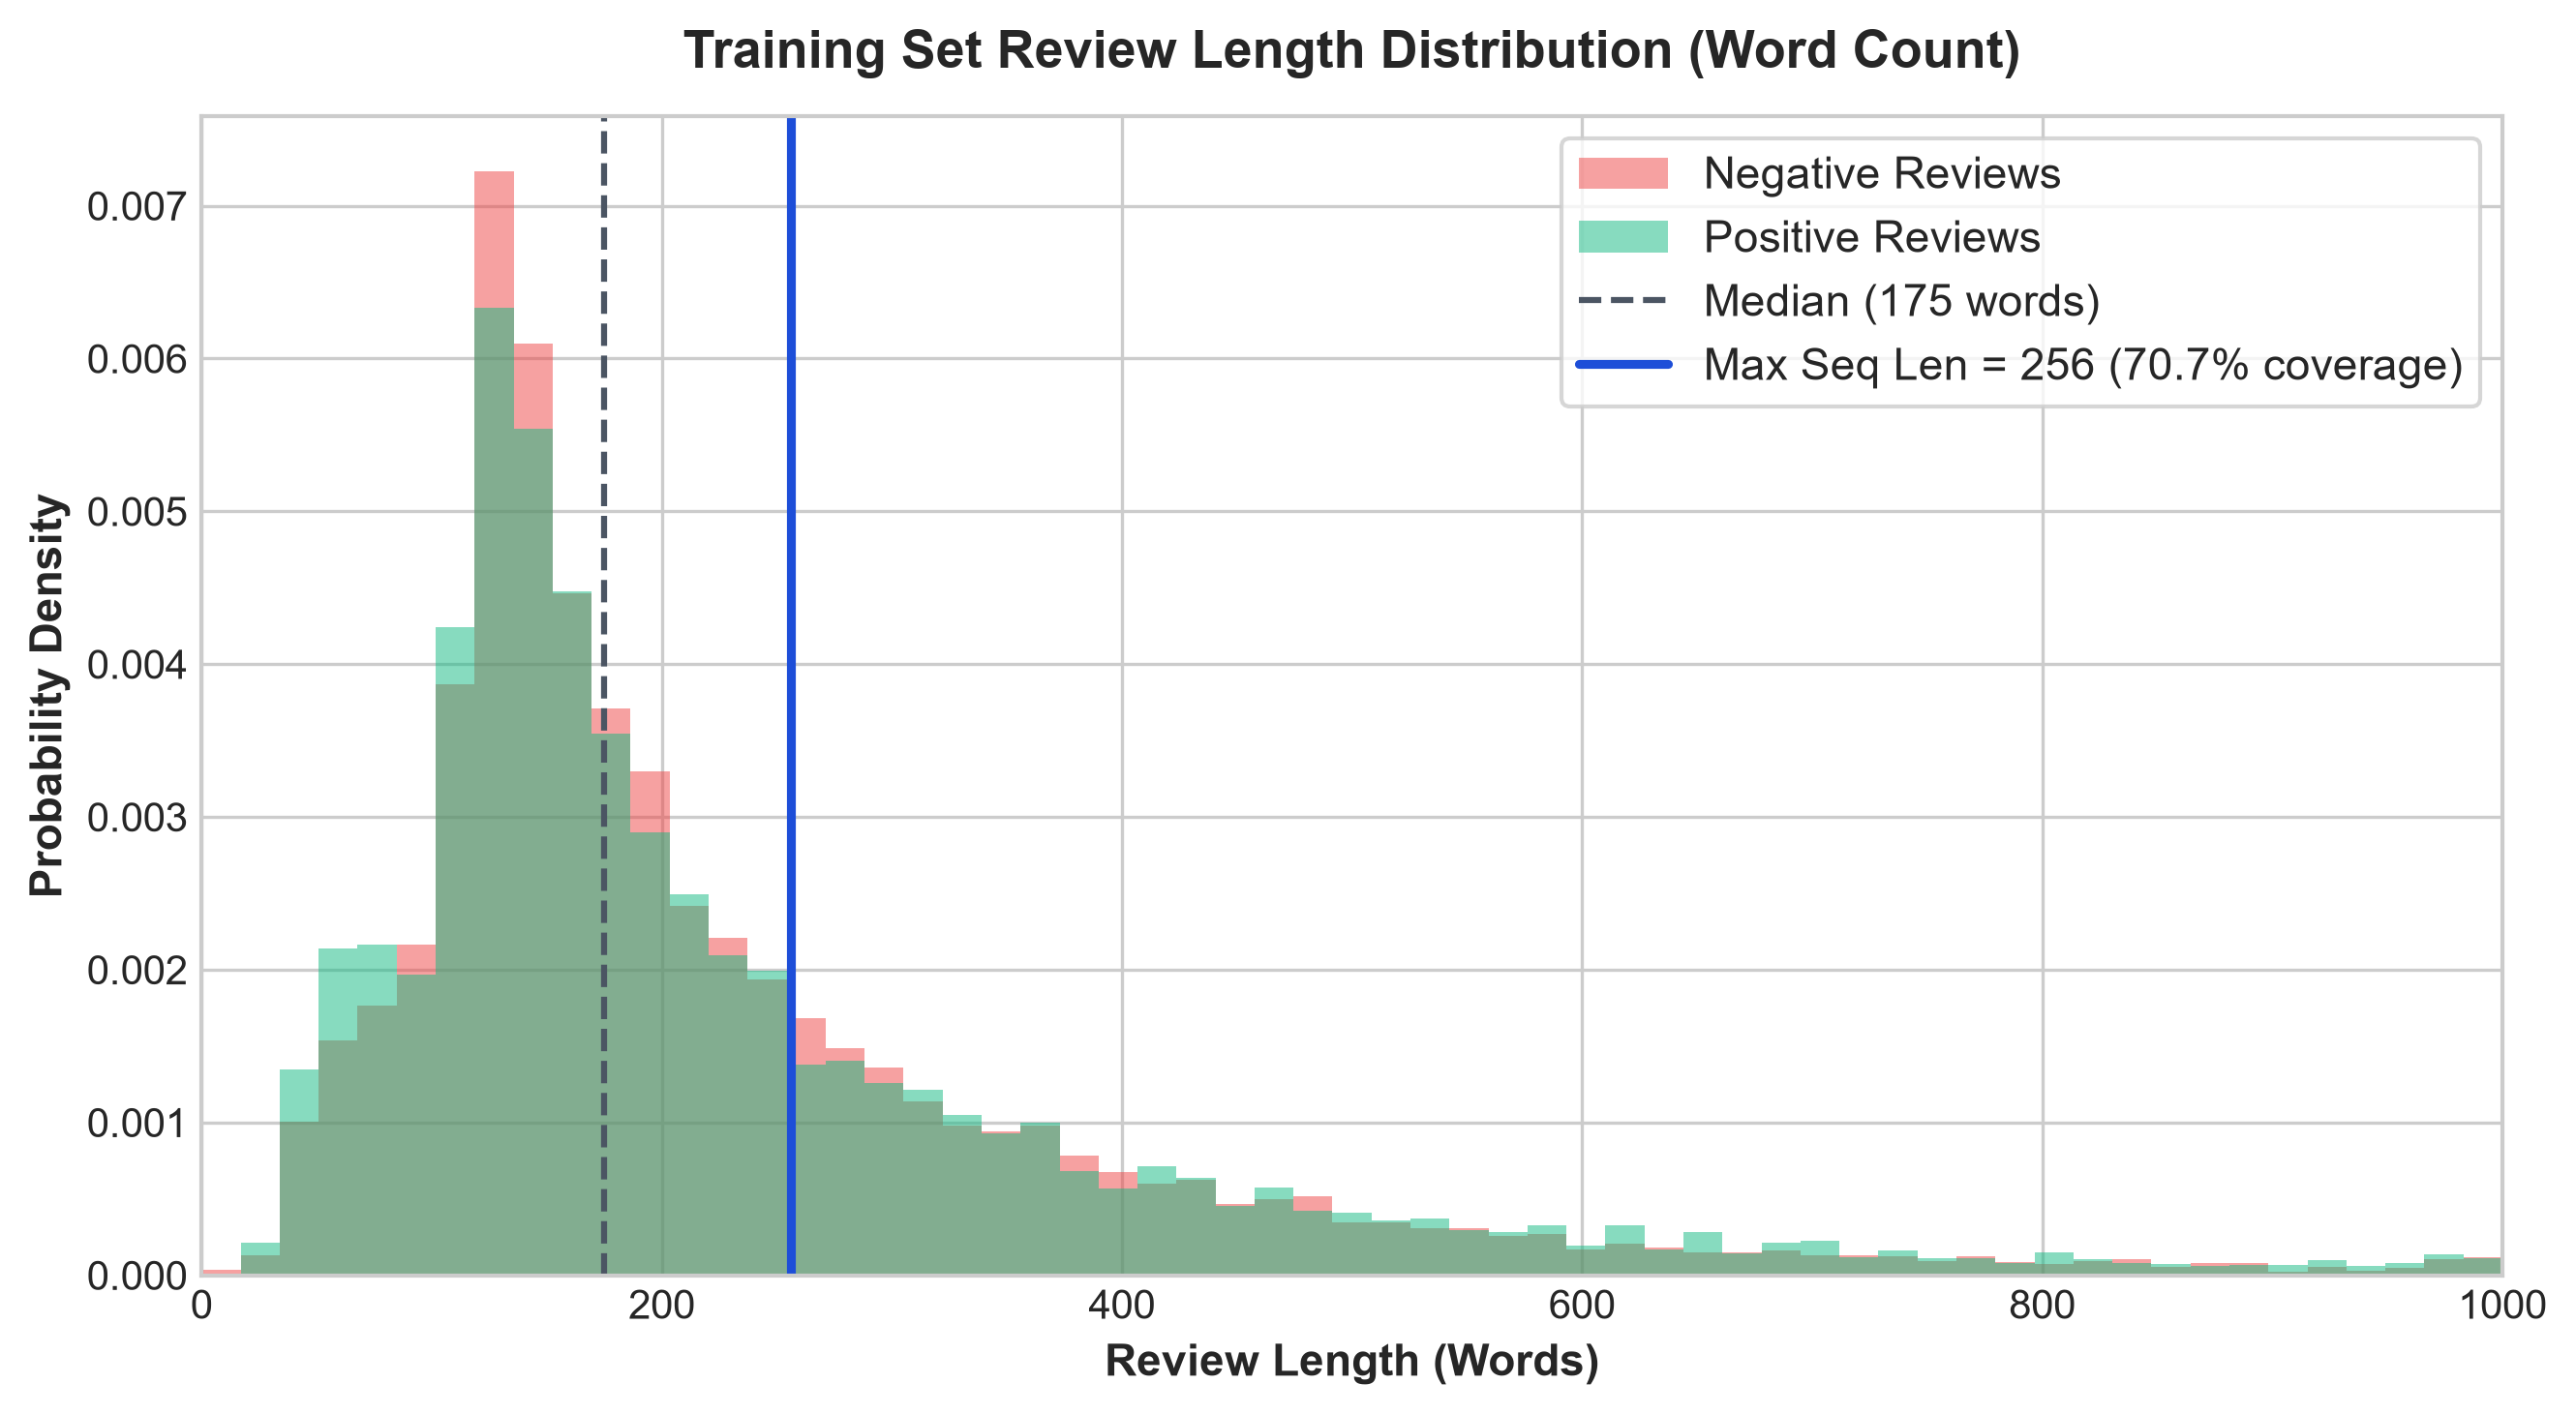 Training Set Review Length Distribution (Word Count)
Negative Reviews
Positive Reviews
Median (175 words)
Max Seq Len = 256 (70.7% coverage)
Probability Density
0.007
0.006
0.005
0.004
0.003
0.002
0.001
0.000
0 200 400 600 800 1000
Review Length (Words)